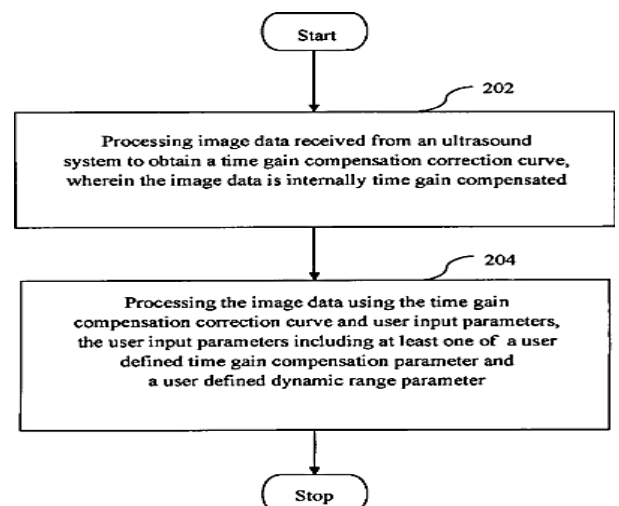 Start
202
Processing image data received from an ultrasound
system to obtain a time gain compensation correction curve,
wherein the image data is internally time gain compensated
204
Processing the image data using the time gain
compensation correction curve and user input parameters,
the user input parameters including at least one of a user
defined time gain compensation parameter and
a user defined dynamic range parameter
Stop